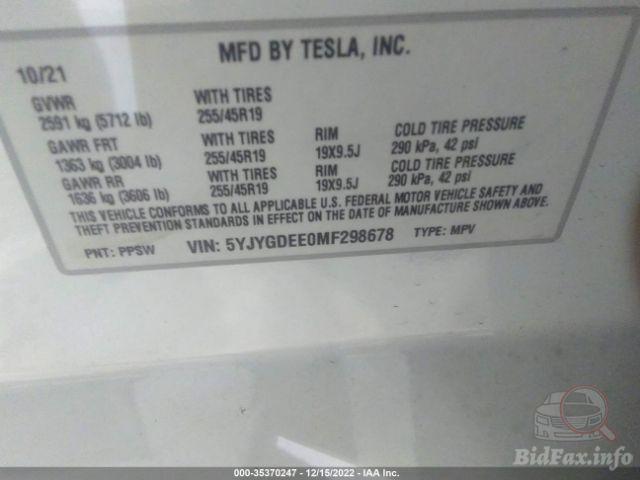 MFD BY TESLA, INC.
10/21
GVWR WITH TIRES
2591 kg (5712 lb) 255/45R19
GAWR FRT WITH TIRES RIM COLD TIRE PRESSURE
1363 kg (3004 lb) 255/45R19 19X9.5J 290 kPa, 42 psi
GAWR RR WITH TIRES RIM COLD TIRE PRESSURE
1636 kg (3606 lb) 255/45R19 19X9.5J 290 kPa, 42 psi
THIS VEHICLE CONFORMS TO ALL APPLICABLE U.S. FEDERAL MOTOR VEHICLE SAFETY AND
THEFT PREVENTION STANDARDS IN EFFECT ON THE DATE OF MANUFACTURE SHOWN ABOVE.
PNT: PPSW VIN: 5YJYGDEE0MF298678 TYPE: MPV
BidFax.info
000-35370247 - 12/15/2022 - IAA Inc.